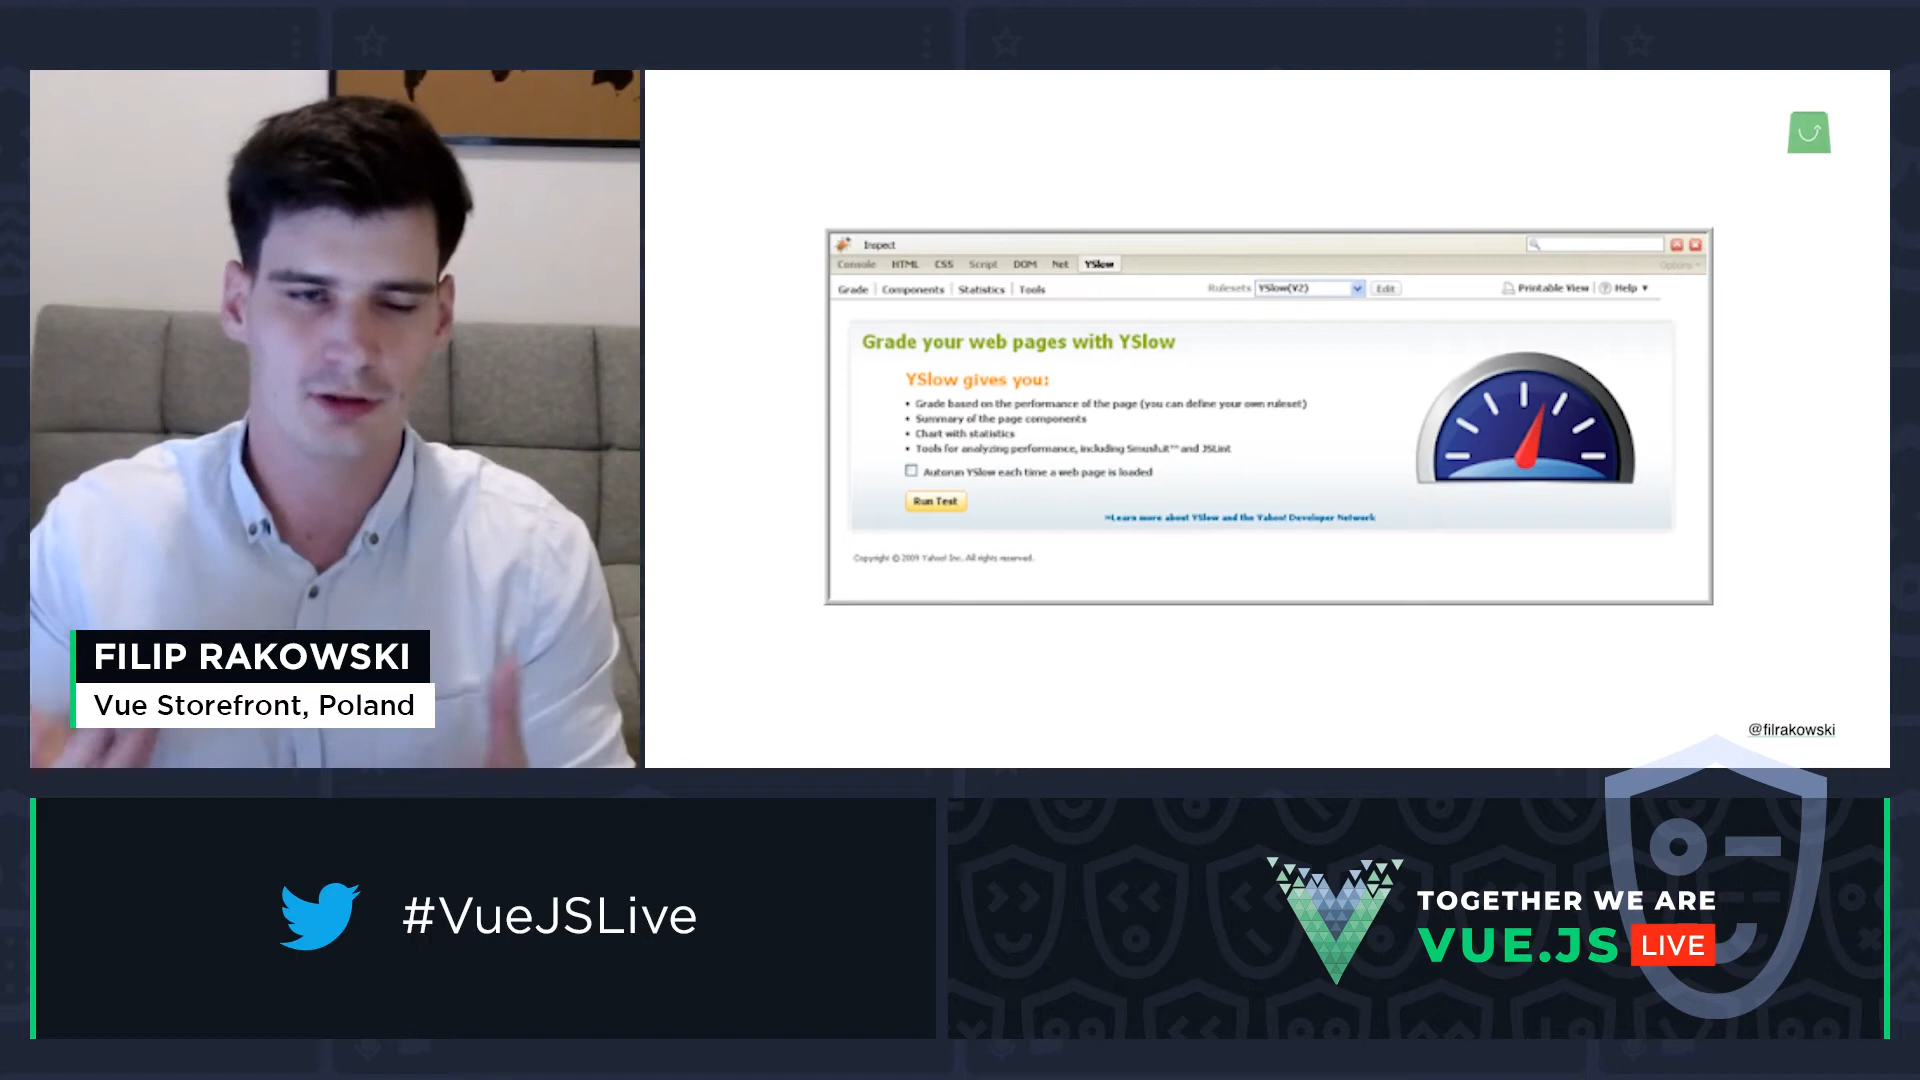 FILIP RAKOWSKI
Vue Storefront, Poland
Inspect
Console HTML CSS Script DOM Net YSlow
Options
Grade Components Statistics Tools Rulesets YSlow(V2) Edit Printable View Help
Grade your web pages with YSlow
YSlow gives you:
• Grade based on the performance of the page (you can define your own ruleset)
• Summary of the page components
• Chart with statistics
• Tools for analyzing performance, including Smush.it™ and JSLint
Autorun YSlow each time a web page is loaded
Run Test
»Learn more about YSlow and the Yahoo! Developer Network
Copyright © 2009 Yahoo! Inc. All rights reserved.
@filrakowski
#VueJSLive
TOGETHER WE ARE
VUE.JS LIVE